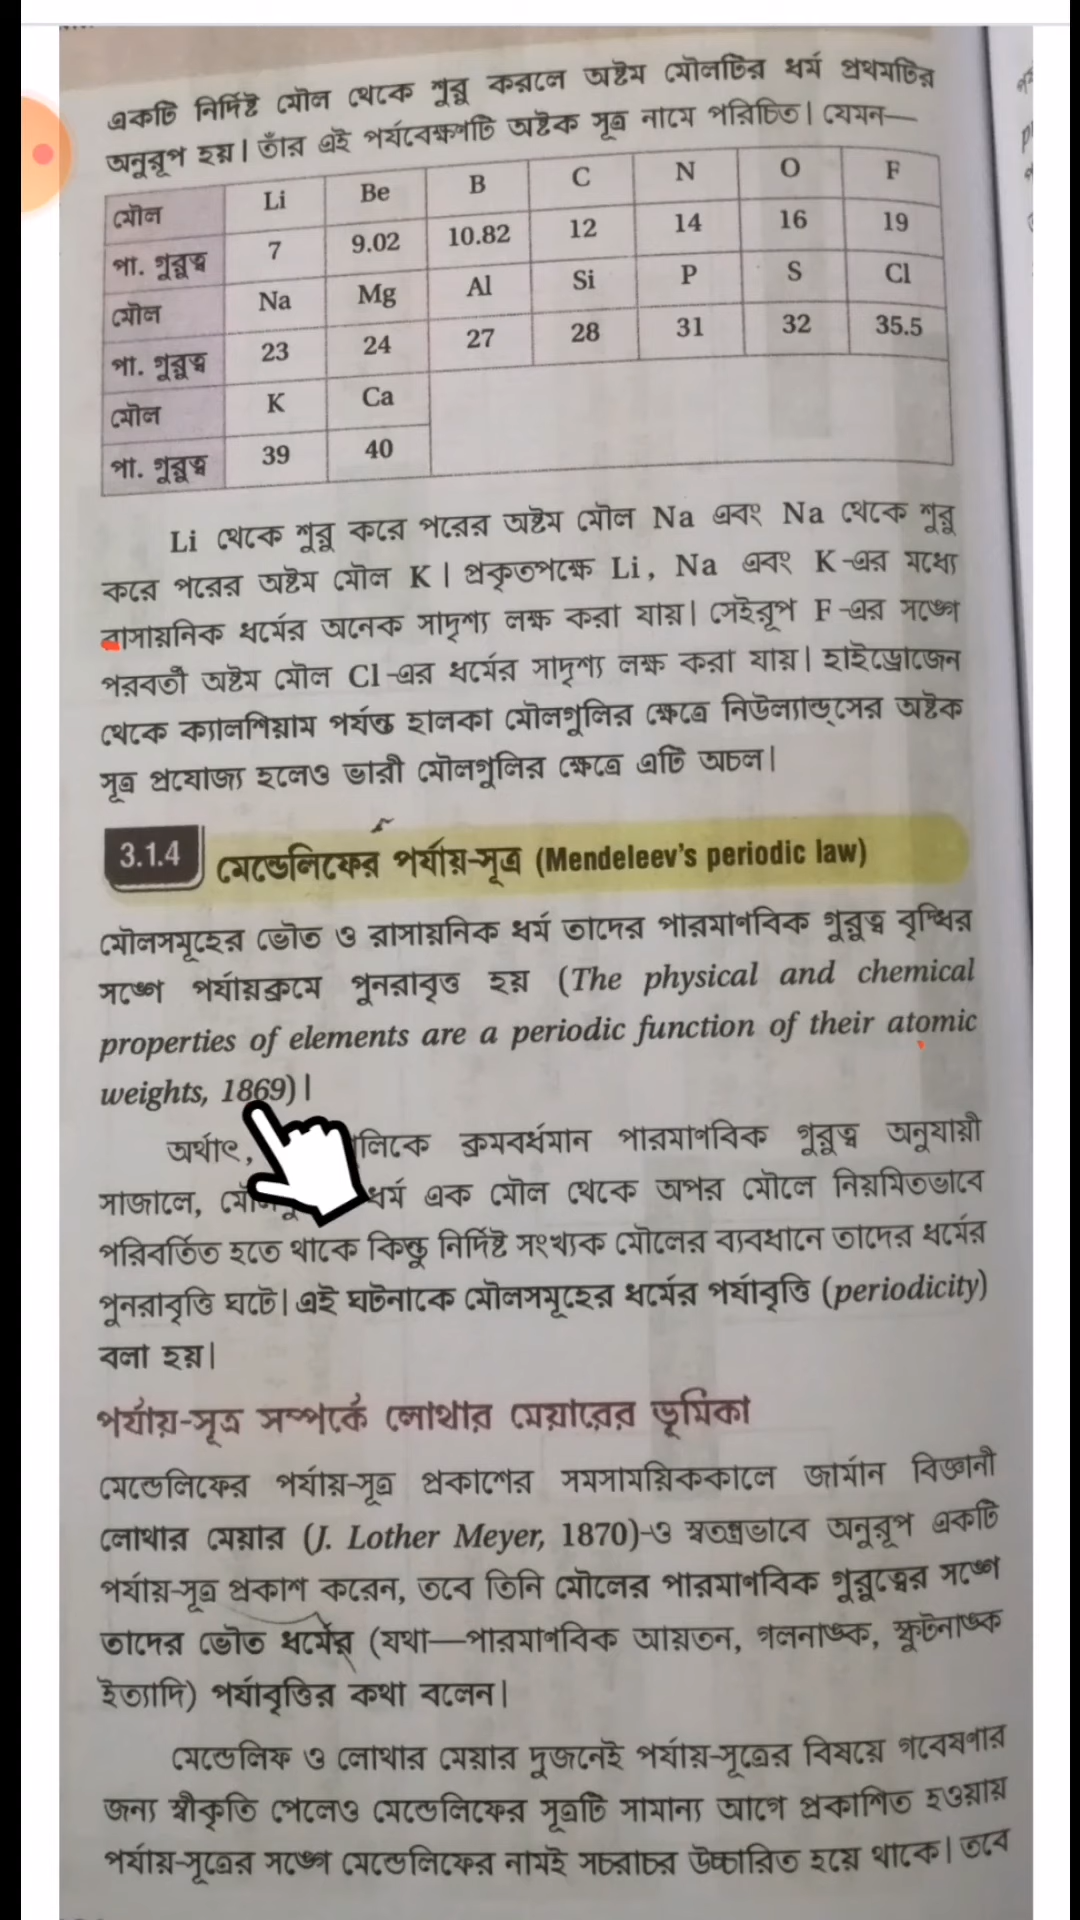 একটি নির্দিষ্ট মৌল থেকে শুরু করলে অষ্টম মৌলটির ধর্ম প্রথমটির
অনুরূপ হয়। তাঁর এই পর্যবেক্ষণটি অষ্টক সূত্র নামে পরিচিত। যেমন—
মৌল Li Be B C N O F
পা. গুরুত্ব 7 9.02 10.82 12 14 16 19
মৌল Na Mg Al Si P S Cl
পা. গুরুত্ব 23 24 27 28 31 32 35.5
মৌল K Ca
পা. গুরুত্ব 39 40
Li থেকে শুরু করে পরের অষ্টম মৌল Na এবং Na থেকে শুরু
করে পরের অষ্টম মৌল K। প্রকৃতপক্ষে Li, Na এবং K-এর মধ্যে
রাসায়নিক ধর্মের অনেক সাদৃশ্য লক্ষ করা যায়। সেইরূপ F-এর সঙ্গে
পরবর্তী অষ্টম মৌল Cl-এর ধর্মের সাদৃশ্য লক্ষ করা যায়। হাইড্রোজেন
থেকে ক্যালশিয়াম পর্যন্ত হালকা মৌলগুলির ক্ষেত্রে নিউল্যান্ড্‌সের অষ্টক
সূত্র প্রযোজ্য হলেও ভারী মৌলগুলির ক্ষেত্রে এটি অচল।
3.1.4 মেন্ডেলিফের পর্যায়-সূত্র (Mendeleev's periodic law)
মৌলসমূহের ভৌত ও রাসায়নিক ধর্ম তাদের পারমাণবিক গুরুত্ব বৃদ্ধির
সঙ্গে পর্যায়ক্রমে পুনরাবৃত্ত হয় (The physical and chemical
properties of elements are a periodic function of their atomic
weights, 1869)।
অর্থাৎ, লিকে ক্রমবর্ধমান পারমাণবিক গুরুত্ব অনুযায়ী
সাজালে, ধর্ম এক মৌল থেকে অপর মৌলে নিয়মিতভাবে
পরিবর্তিত হতে থাকে কিন্তু নির্দিষ্ট সংখ্যক মৌলের ব্যবধানে তাদের ধর্মের
পুনরাবৃত্তি ঘটে। এই ঘটনাকে মৌলসমূহের ধর্মের পর্যাবৃত্তি (periodicity)
বলা হয়।
পর্যায়-সূত্র সম্পর্কে লোথার মেয়ারের ভূমিকা
মেন্ডেলিফের পর্যায়-সূত্র প্রকাশের সমসাময়িককালে জার্মান বিজ্ঞানী
লোথার মেয়ার (J. Lother Meyer, 1870)-ও স্বতন্ত্রভাবে অনুরূপ একটি
পর্যায়-সূত্র প্রকাশ করেন, তবে তিনি মৌলের পারমাণবিক গুরুত্বের সঙ্গে
তাদের ভৌত ধর্মের (যথা—পারমাণবিক আয়তন, গলনাঙ্ক, স্ফুটনাঙ্ক
ইত্যাদি) পর্যাবৃত্তির কথা বলেন।
মেন্ডেলিফ ও লোথার মেয়ার দুজনেই পর্যায়-সূত্রের বিষয়ে গবেষণার
জন্য স্বীকৃতি পেলেও মেন্ডেলিফের সূত্রটি সামান্য আগে প্রকাশিত হওয়ায়
পর্যায়-সূত্রের সঙ্গে মেন্ডেলিফের নামই সচরাচর উচ্চারিত হয়ে থাকে। তবে